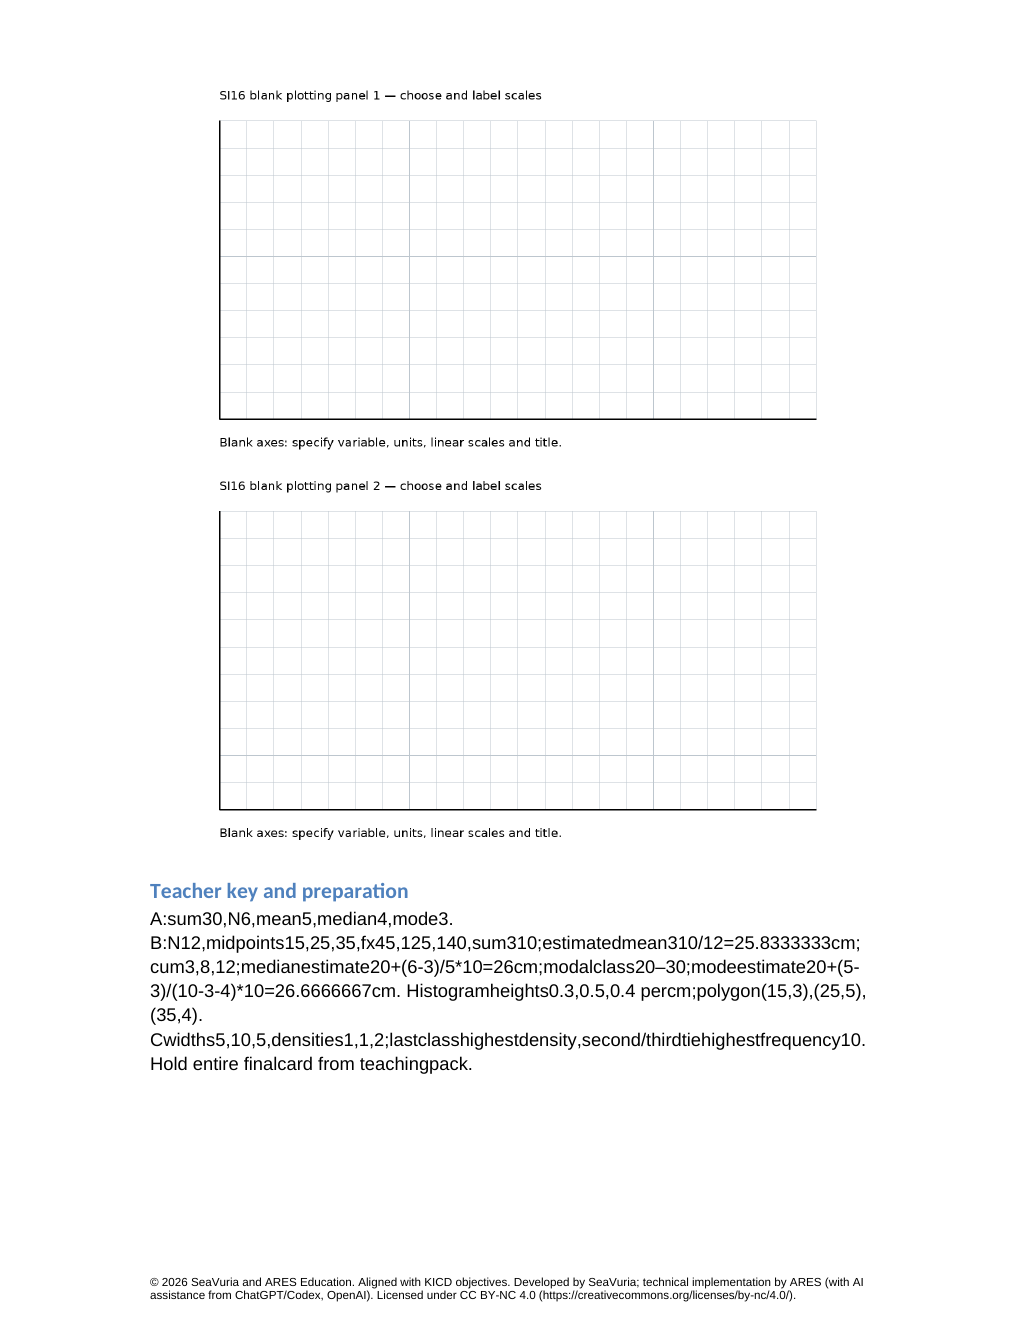 SI16 blank plotting panel 1 — choose and label scales
Blank axes: specify variable, units, linear scales and title.
SI16 blank plotting panel 2 — choose and label scales
Blank axes: specify variable, units, linear scales and title.
Teacher key and preparation
A:sum30,N6,mean5,median4,mode3.
B:N12,midpoints15,25,35,fx45,125,140,sum310;estimatedmean310/12=25.8333333cm;
cum3,8,12;medianestimate20+(6-3)/5*10=26cm;modalclass20–30;modeestimate20+(5-
3)/(10-3-4)*10=26.6666667cm. Histogramheights0.3,0.5,0.4 percm;polygon(15,3),(25,5),
(35,4).
Cwidths5,10,5,densities1,1,2;lastclasshighestdensity,second/thirdtiehighestfrequency10.
Hold entire finalcard from teachingpack.
© 2026 SeaVuria and ARES Education. Aligned with KICD objectives. Developed by SeaVuria; technical implementation by ARES (with AI
assistance from ChatGPT/Codex, OpenAI). Licensed under CC BY-NC 4.0 (https://creativecommons.org/licenses/by-nc/4.0/).